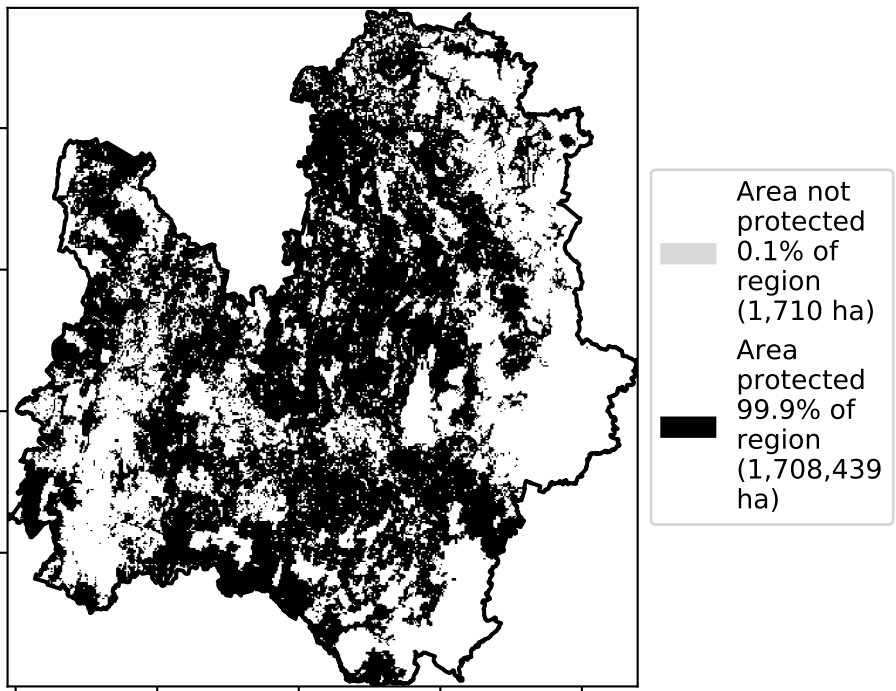 Area not
protected
0.1% of
region
(1,710 ha)
Area
protected
99.9% of
region
(1,708,439
ha)